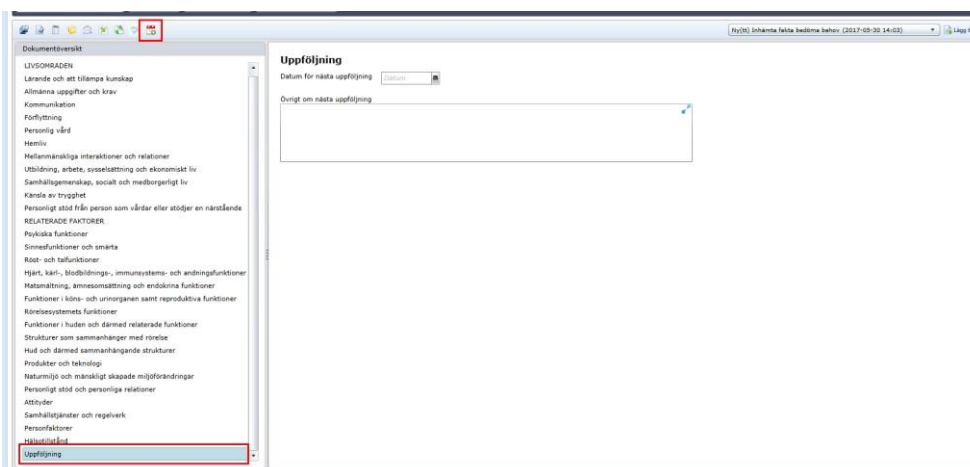 Ny(tt) Inhämta fakta bedöma behov (2017-05-30 14:03)
Lägg
Dokumentöversikt
LIVSOMRÅDEN
Lärande och att tillämpa kunskap
Allmänna uppgifter och krav
Kommunikation
Förflyttning
Personlig vård
Hemliv
Mellanmänskliga interaktioner och relationer
Utbildning, arbete, sysselsättning och ekonomiskt liv
Samhällsgemenskap, socialt och medborgerligt liv
Känsla av trygghet
Personligt stöd från person som vårdar eller stödjer en närstående
RELATERADE FAKTORER
Psykiska funktioner
Sinnesfunktioner och smärta
Röst- och talfunktioner
Hjärt, kärl-, blodbildnings-, immunsystems- och andningsfunktioner
Matsmältning, ämnesomsättning och endokrina funktioner
Funktioner i köns- och urinorganen samt reproduktiva funktioner
Rörelsesystemets funktioner
Funktioner i huden och därmed relaterade funktioner
Strukturer som sammanhänger med rörelse
Hud och därmed sammanhängande strukturer
Produkter och teknologi
Naturmiljö och mänskligt skapade miljöförändringar
Personligt stöd och personliga relationer
Attityder
Samhällstjänster och regelverk
Personfaktorer
Hälsotillstånd
Uppföljning
Uppföljning
Datum för nästa uppföljning Datum
Övrigt om nästa uppföljning